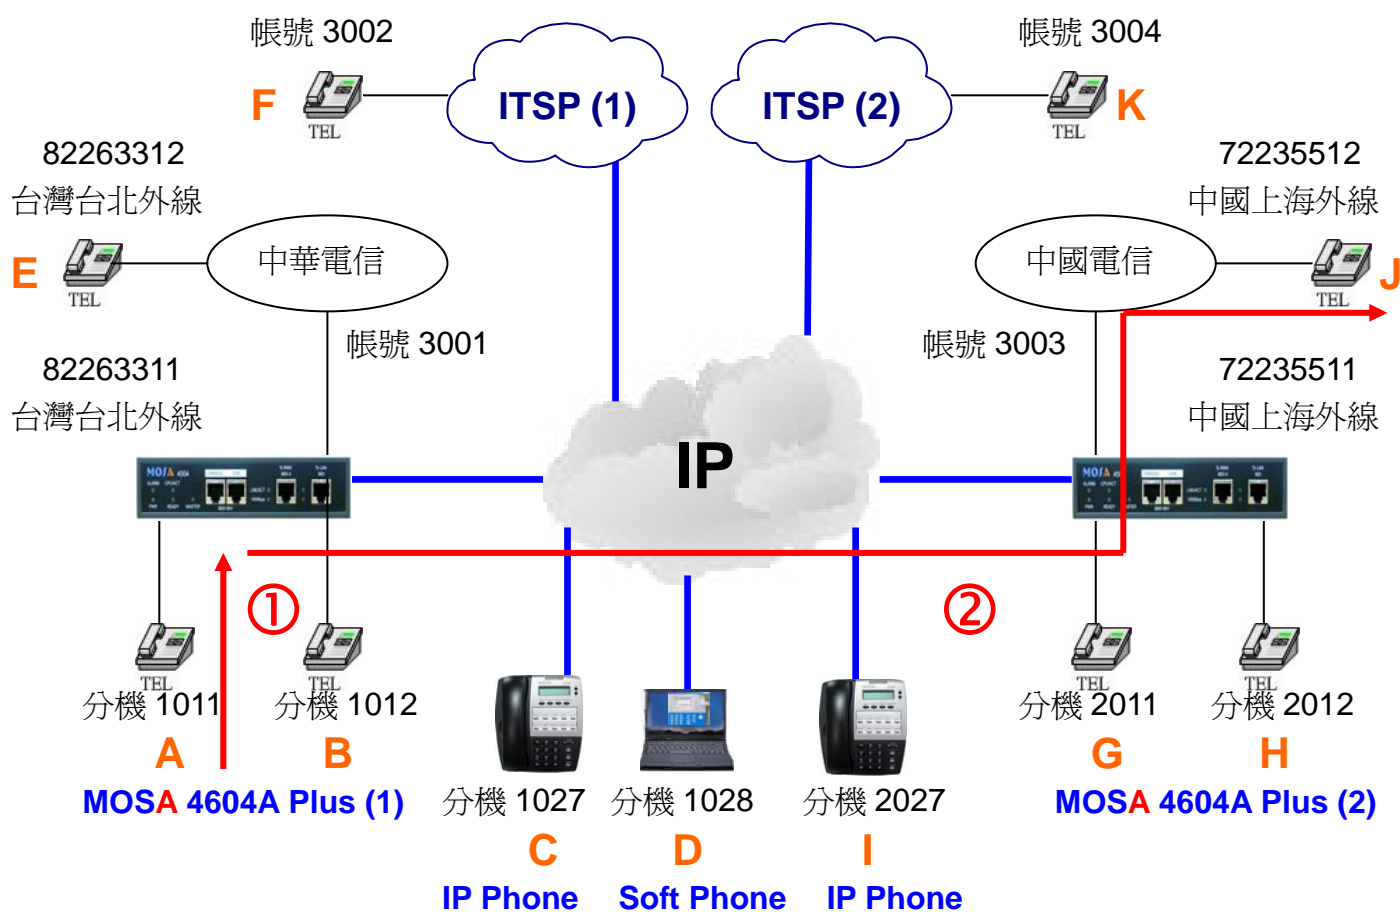 帳號 3002
帳號 3004
F
TEL
ITSP (1)
ITSP (2)
TEL
K
82263312
台灣台北外線
72235512
中國上海外線
E
TEL
中華電信
中國電信
TEL
J
帳號 3001
帳號 3003
82263311
台灣台北外線
72235511
中國上海外線
IP
MOSA 4604
MOSA
①
②
TEL
TEL
TEL
TEL
分機 1011
分機 1012
分機 2011
分機 2012
A
B
G
H
MOSA 4604A Plus (1)
MOSA 4604A Plus (2)
分機 1027
分機 1028
分機 2027
C
D
I
IP Phone
Soft Phone
IP Phone